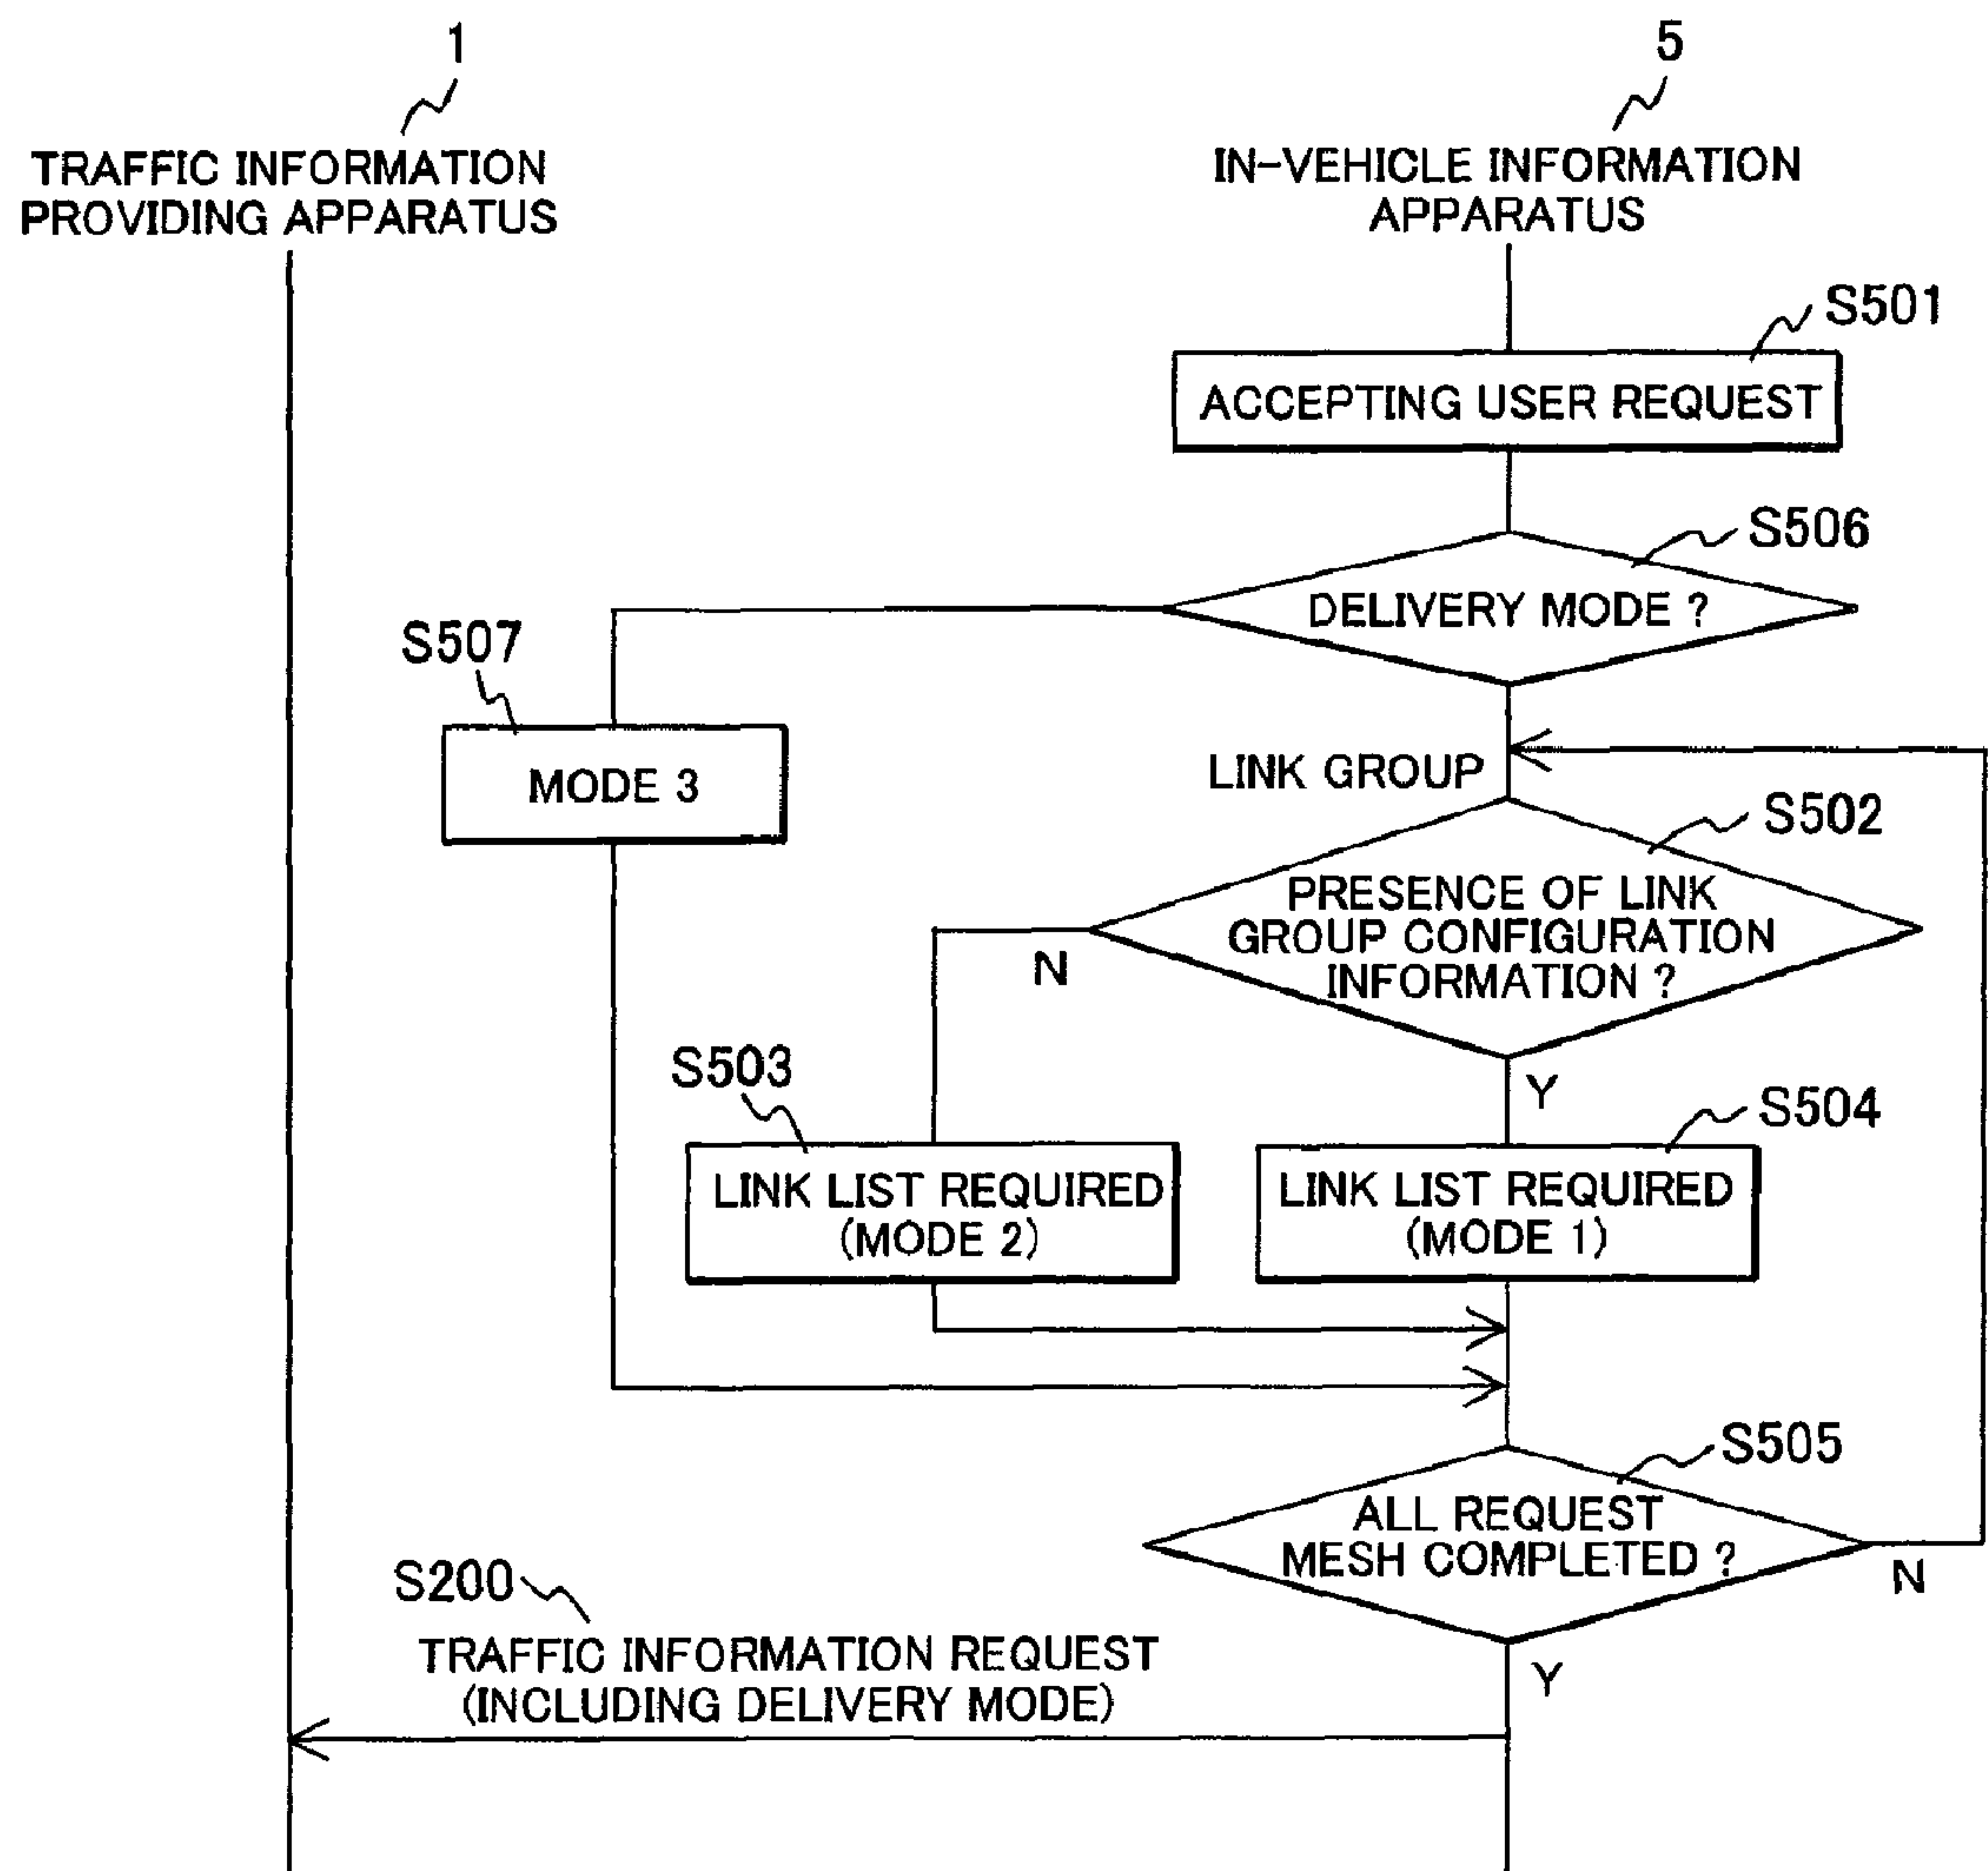 1
TRAFFIC INFORMATION
PROVIDING APPARATUS
5
IN-VEHICLE INFORMATION
APPARATUS
S501
ACCEPTING USER REQUEST
S506
DELIVERY MODE ?
S507
MODE 3
LINK GROUP
S502
PRESENCE OF LINK
GROUP CONFIGURATION
INFORMATION ?
N
Y
S503
LINK LIST REQUIRED
(MODE 2)
S504
LINK LIST REQUIRED
(MODE 1)
S505
ALL REQUEST
MESH COMPLETED ?
N
Y
S200
TRAFFIC INFORMATION REQUEST
(INCLUDING DELIVERY MODE)